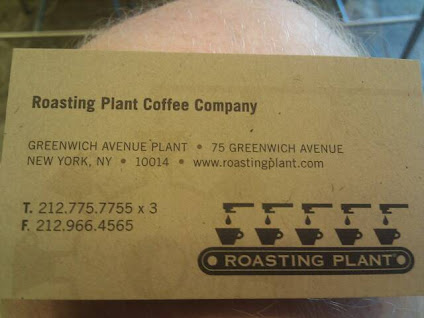 Roasting Plant Coffee Company
GREENWICH AVENUE PLANT • 75 GREENWICH AVENUE
NEW YORK, NY • 10014 • www.roastingplant.com
T. 212.775.7755 x 3
F. 212.966.4565
ROASTING PLANT